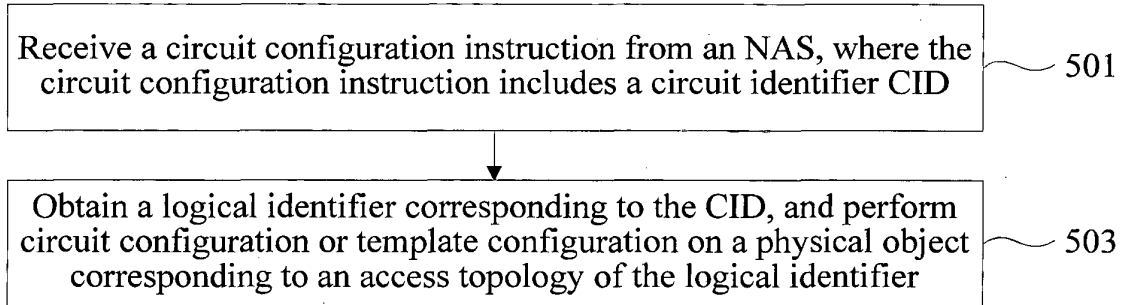 Receive a circuit configuration instruction from an NAS, where the
circuit configuration instruction includes a circuit identifier CID
501
Obtain a logical identifier corresponding to the CID, and perform
circuit configuration or template configuration on a physical object
corresponding to an access topology of the logical identifier
503